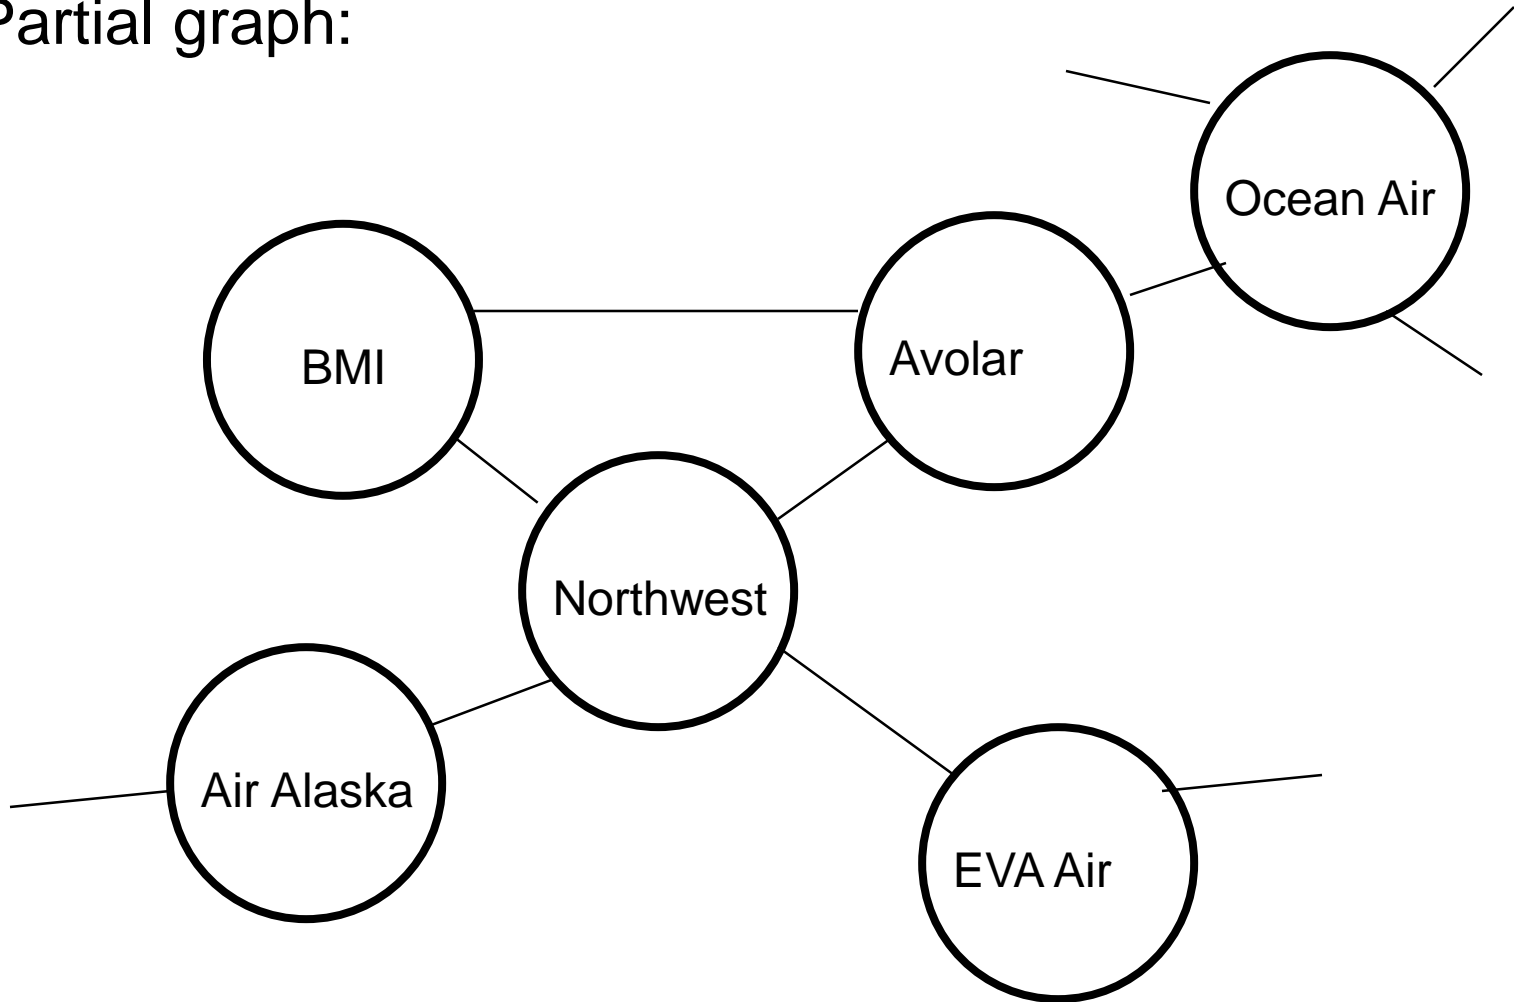 Partial graph:
Ocean Air
BMI
Avolar
Northwest
Air Alaska
EVA Air